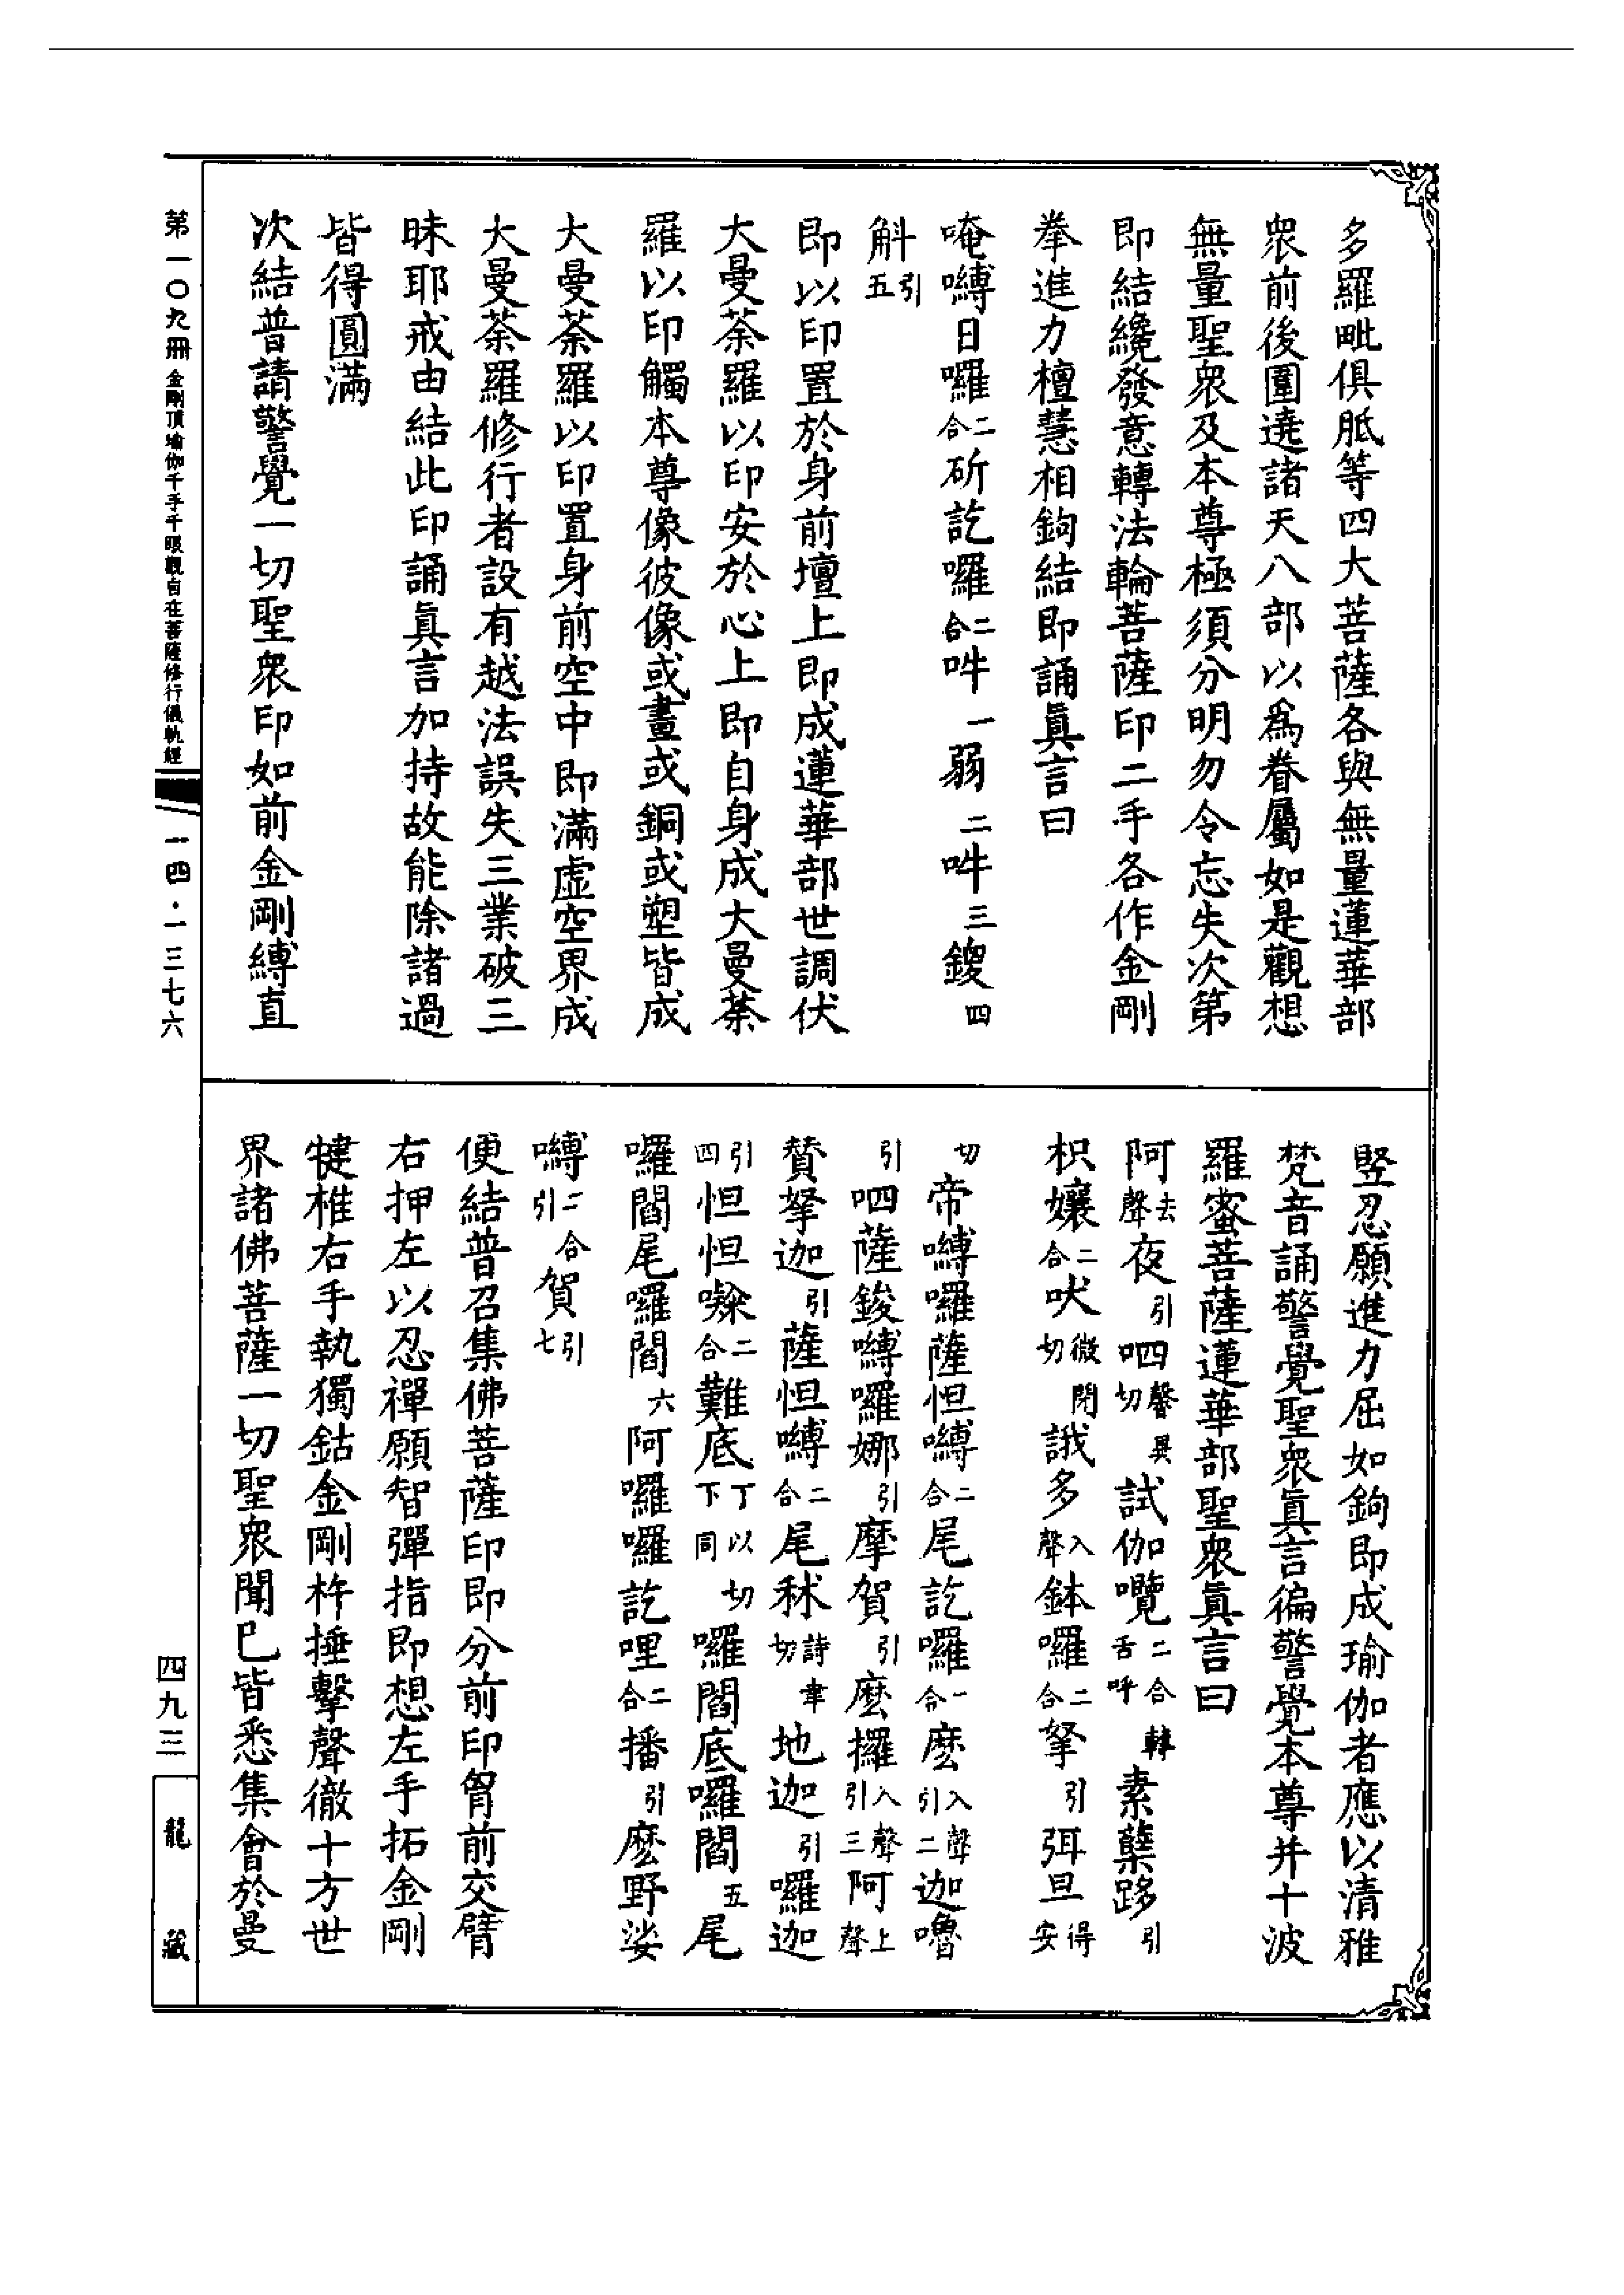 多羅毗俱胝等四大菩薩各與無量蓮華部
衆前後圍遶諸天八部以爲眷屬如是觀想
無量聖衆及本尊極須分明勿令忘失次第
即結纔發意轉法輪菩薩印二手各作金剛
拳進力檀慧相鉤結即誦眞言曰
唵嚩日囉二合斫訖囉二合吽一弱二吽三鑁四
斛引五
即以印置於身前壇上即成蓮華部世調伏
大曼荼羅以印安於心上即自身成大曼荼
羅以印觸本尊像彼像或畫或銅或塑皆成
大曼荼羅以印置身前空中即滿虛空界成
大曼荼羅修行者設有越法誤失三業破三
昧耶戒由結此印誦眞言加持故能除諸過
皆得圓滿
次結普請警覺一切聖衆印如前金剛縛直
豎忍願進力屈如鉤即成瑜伽者應以清雅
梵音誦警覺聖衆眞言徧警覺本尊并十波
羅蜜菩薩蓮華部聖衆眞言曰
阿去聲夜引呬馨異切試伽囕二合轉舌呼素櫱跢引
枳孃二合吠微閉切誐多入聲鉢囉二合拏引弭旦得安
切帝嚩囉薩怛嚩二合尾訖囉一合麽入聲引二迦嚕
引呬薩鋑嚩囉娜引摩賀引麽攞入聲引三阿上聲
贊拏迦引薩怛嚩二合尾秫詩聿切地迦引囉迦
引四怛怛㘑二合難底丁以切下同囉閻底囉閻五尾
囉閻尾囉閻六阿囉囉訖哩二合播引麽野娑
嚩二合引賀引七
便結普召集佛菩薩印即分前印胷前交臂
右押左以忍禪願智彈指即想左手拓金剛
犍椎右手執獨鈷金剛杵捶擊聲徹十方世
界諸佛菩薩一切聖衆聞巳皆悉集會於曼
第一〇九冊 金剛頂瑜伽千手千眼觀自在菩薩修行儀軌經
一四·一三七六
四九三
龍藏